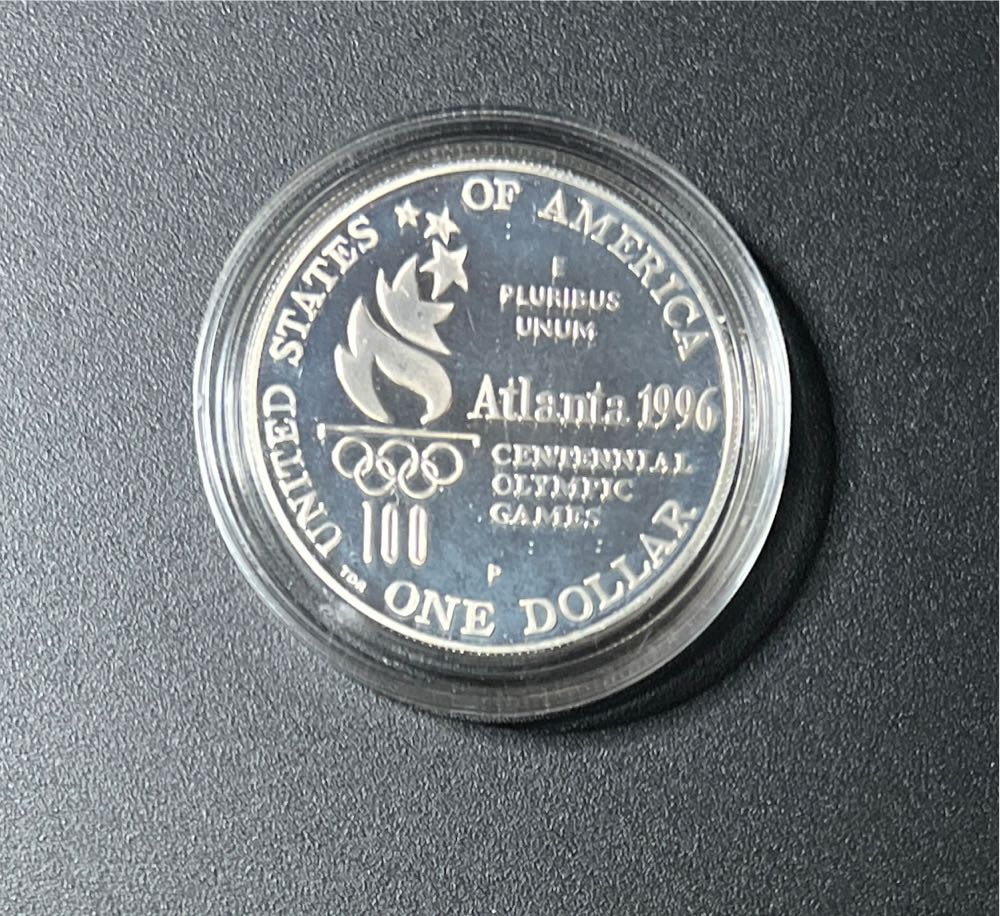 UNITED STATES OF AMERICA
E
PLURIBUS
UNUM
Atlanta 1996
CENTENNIAL
OLYMPIC
GAMES
100
P
TDR
ONE DOLLAR